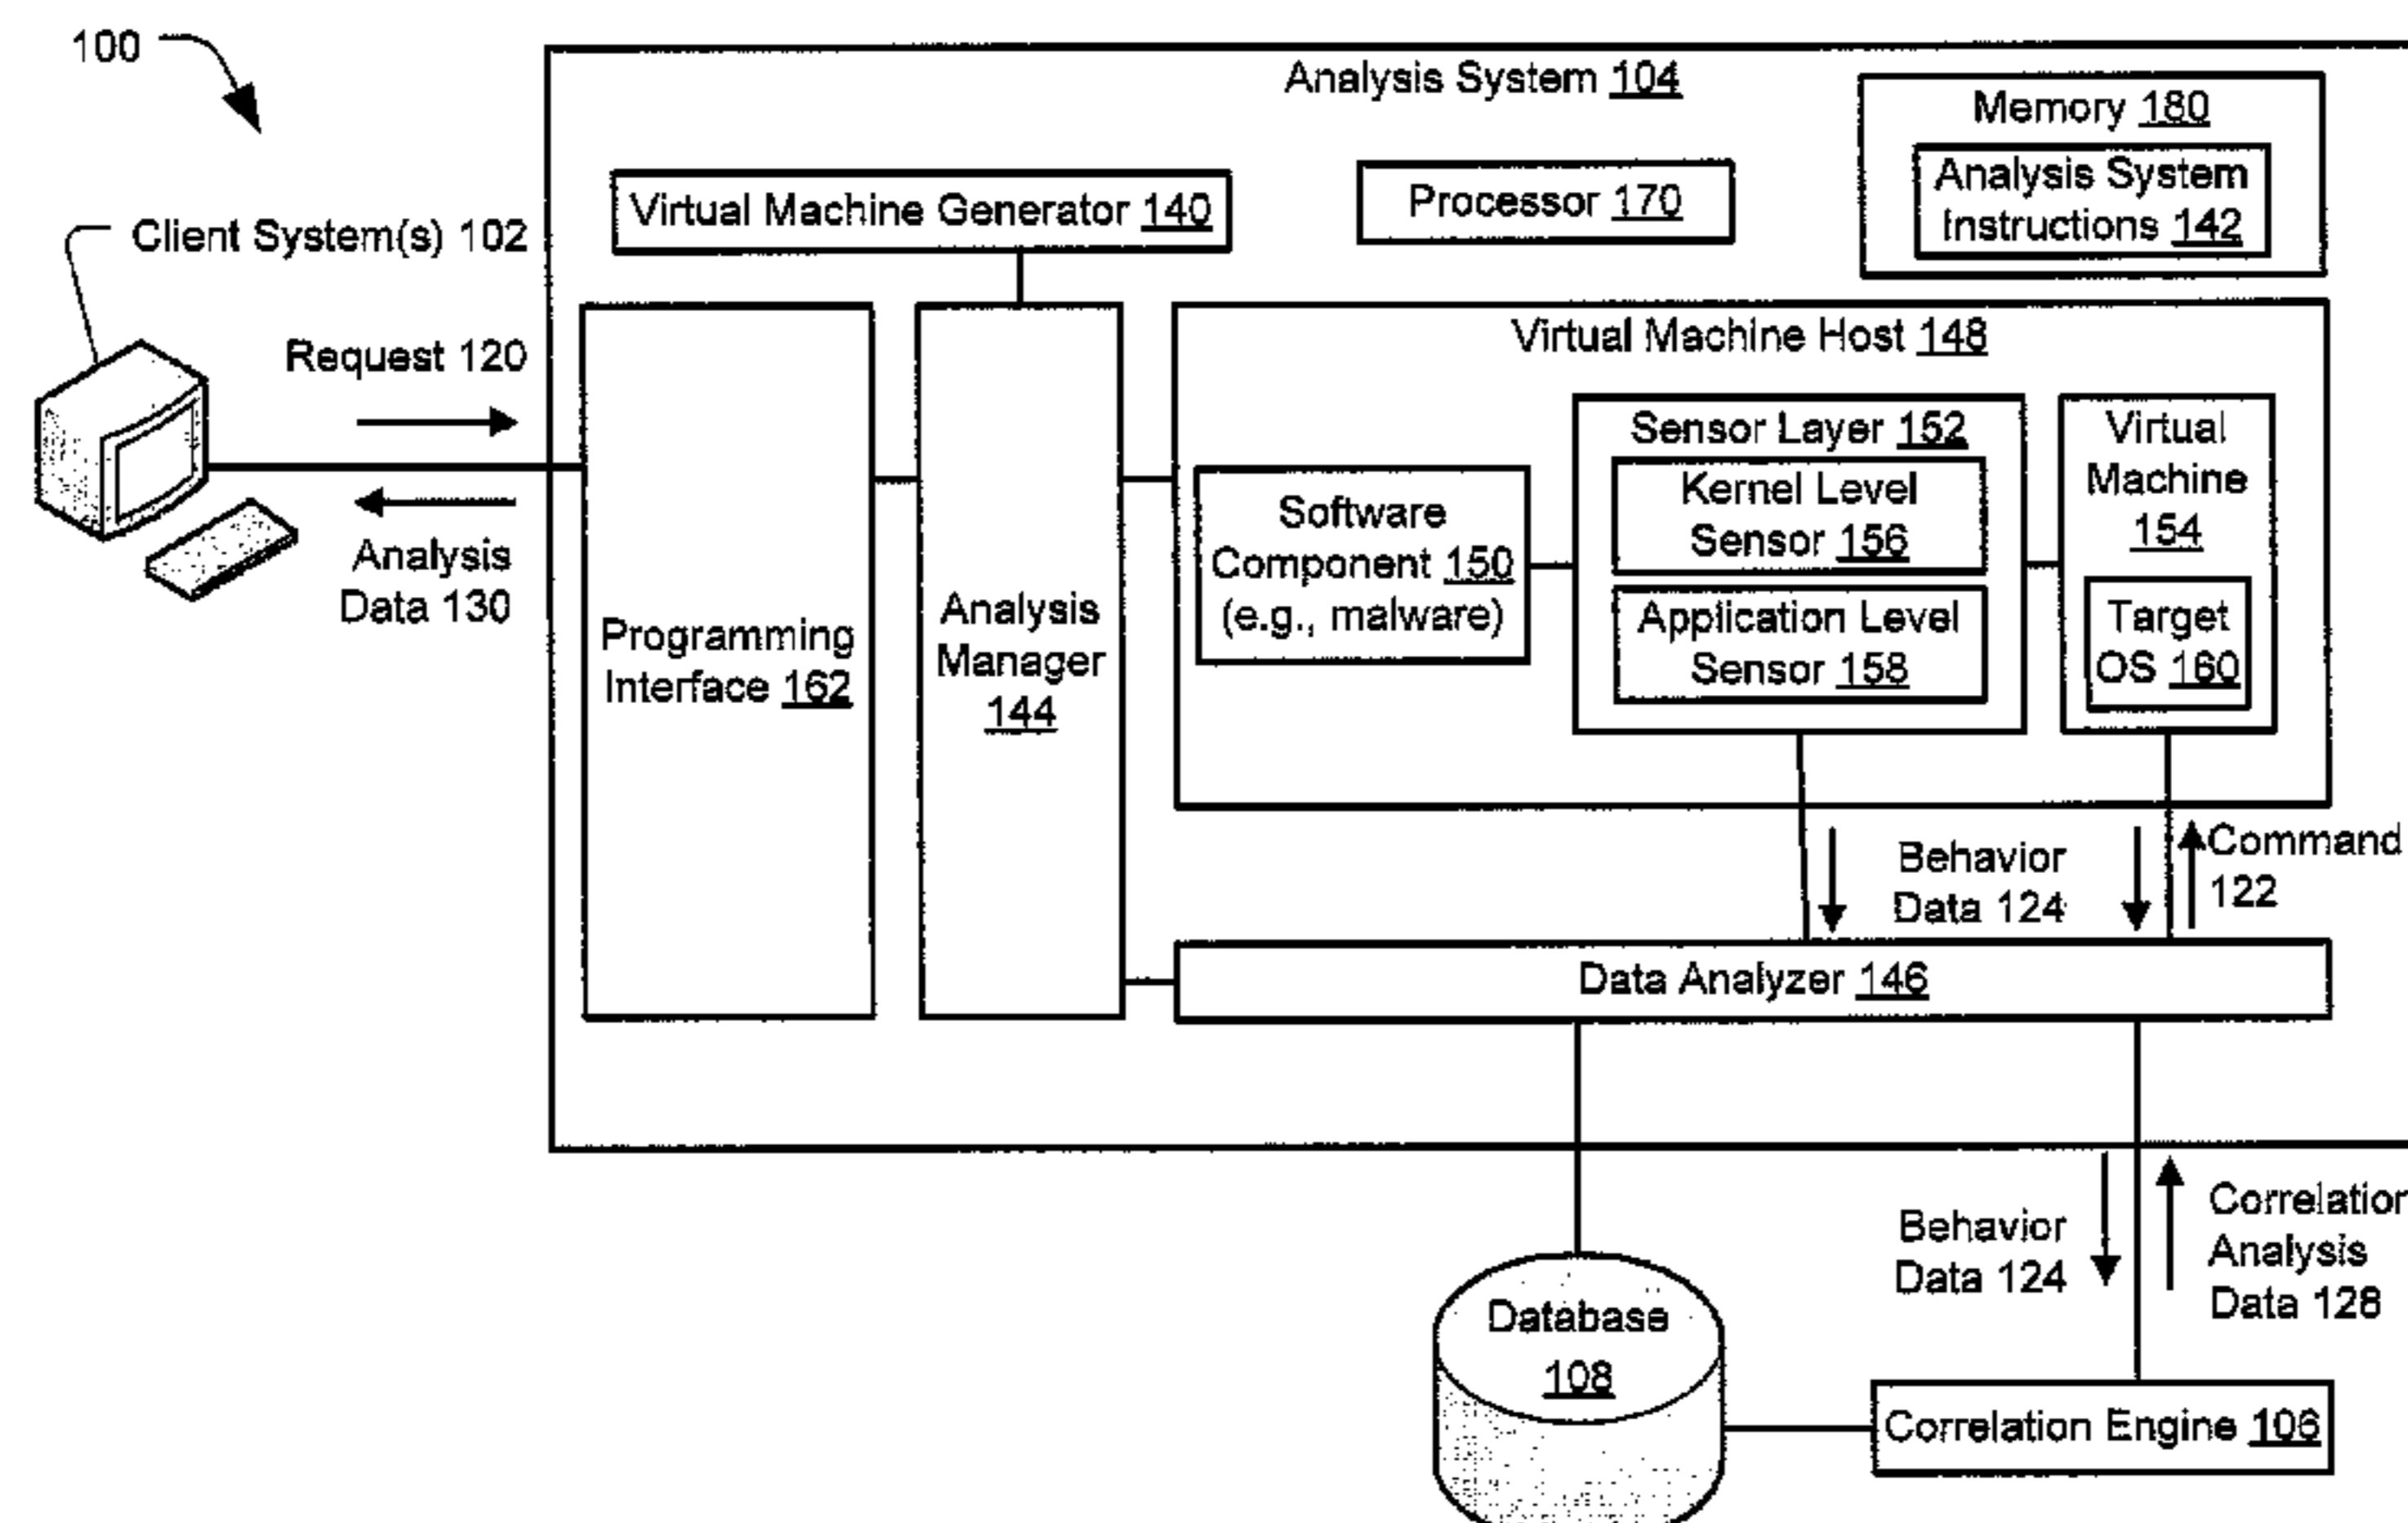 100
Analysis System 104
Memory 180
Analysis System
Instructions 142
Virtual Machine Generator 140
Processor 170
Client System(s) 102
Request 120
Analysis
Data 130
Programming
Interface 162
Analysis
Manager
144
Virtual Machine Host 148
Software
Component 150
(e.g., malware)
Sensor Layer 152
Kernel Level
Sensor 156
Application Level
Sensor 158
Virtual
Machine
154
Target
OS 160
Behavior
Data 124
Command
122
Data Analyzer 146
Behavior
Data 124
Correlation
Analysis
Data 128
Database
108
Correlation Engine 106